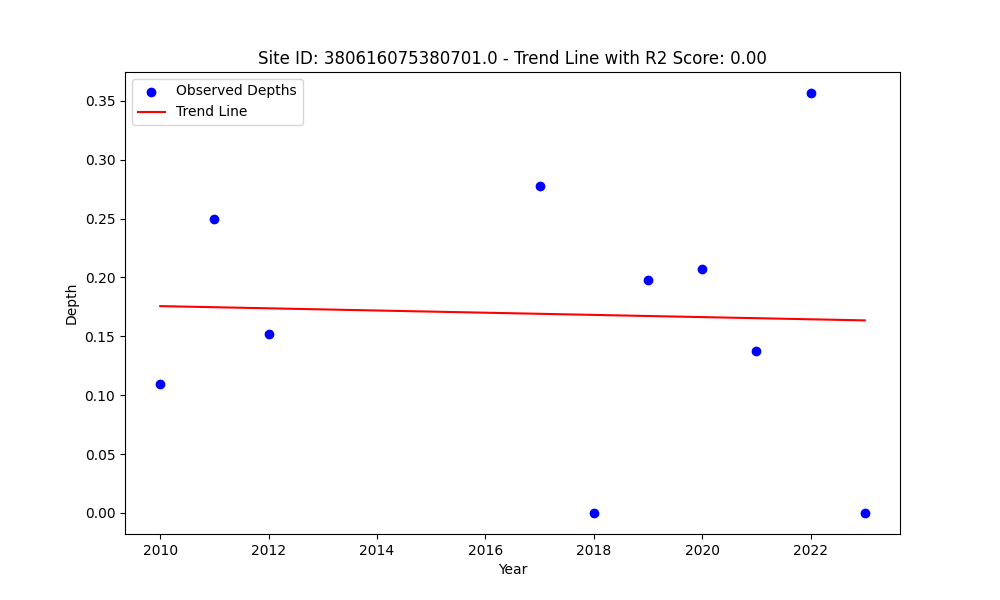 Site ID: 380616075380701.0 - Trend Line with R2 Score: 0.00
Observed Depths
Trend Line
0.35
0.30
0.25
0.20
0.15
0.10
0.05
0.00
Depth
2010 2012 2014 2016 2018 2020 2022
Year